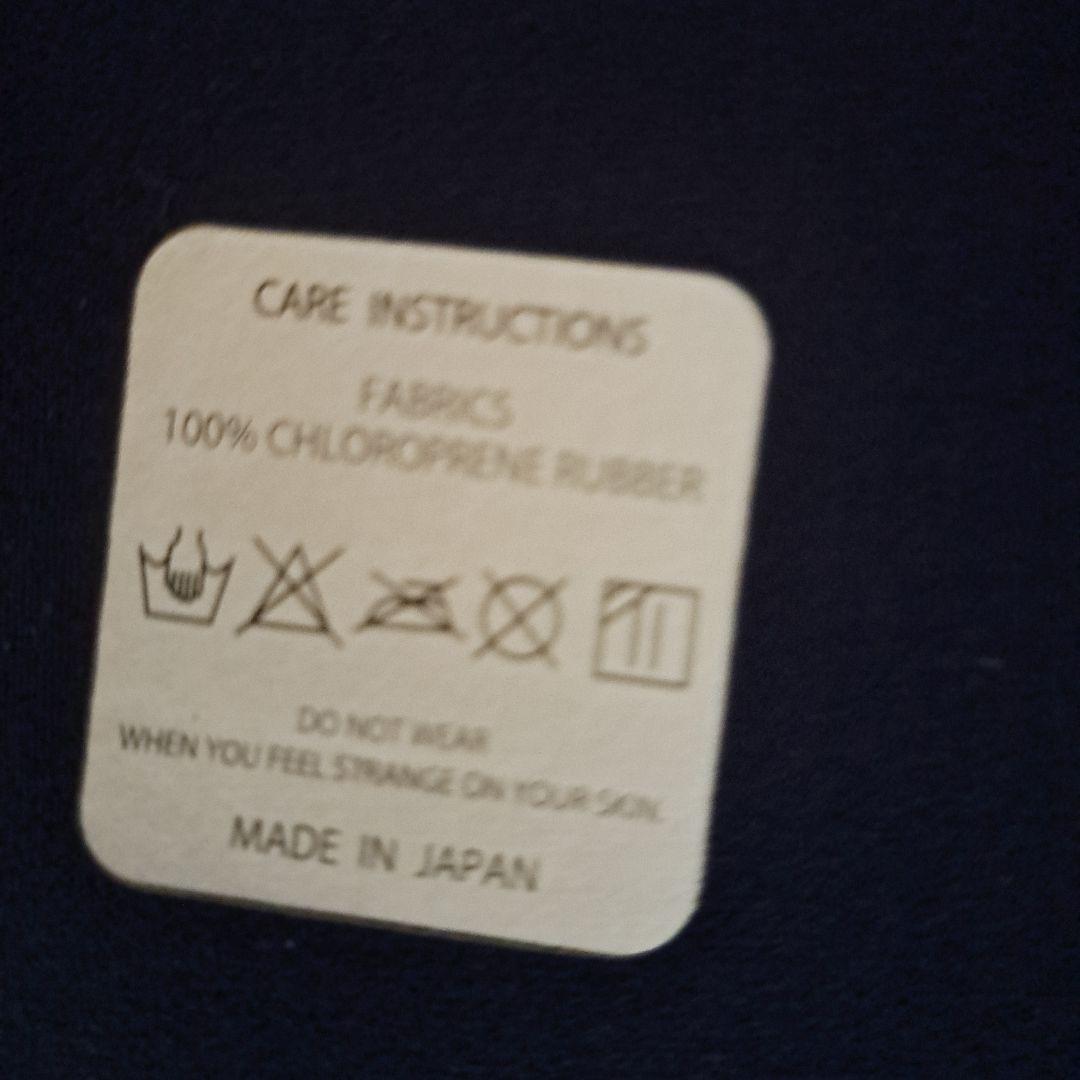 CARE INSTRUCTIONS
FABRICS
100% CHLOROPRENE RUBBER
DO NOT WEAR
WHEN YOU FEEL STRANGE ON YOUR SKIN.
MADE IN JAPAN